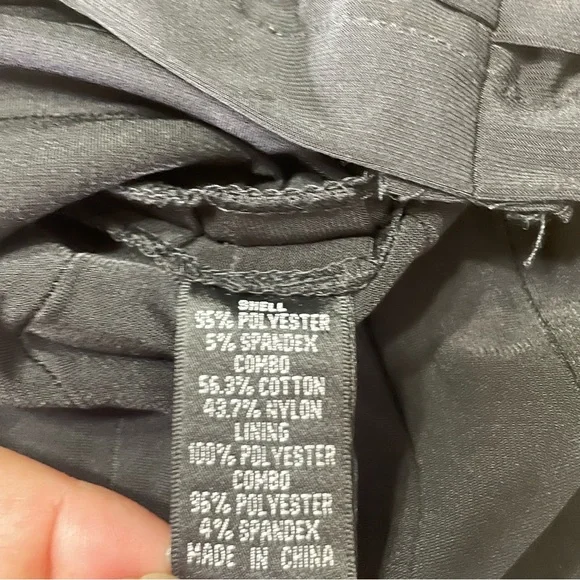 SHELL
95% POLYESTER
5% SPANDEX
COMBO
56.3% COTTON
43.7% NYLON
LINING
100% POLYESTER
COMBO
96% POLYESTER
4% SPANDEX
MADE IN CHINA